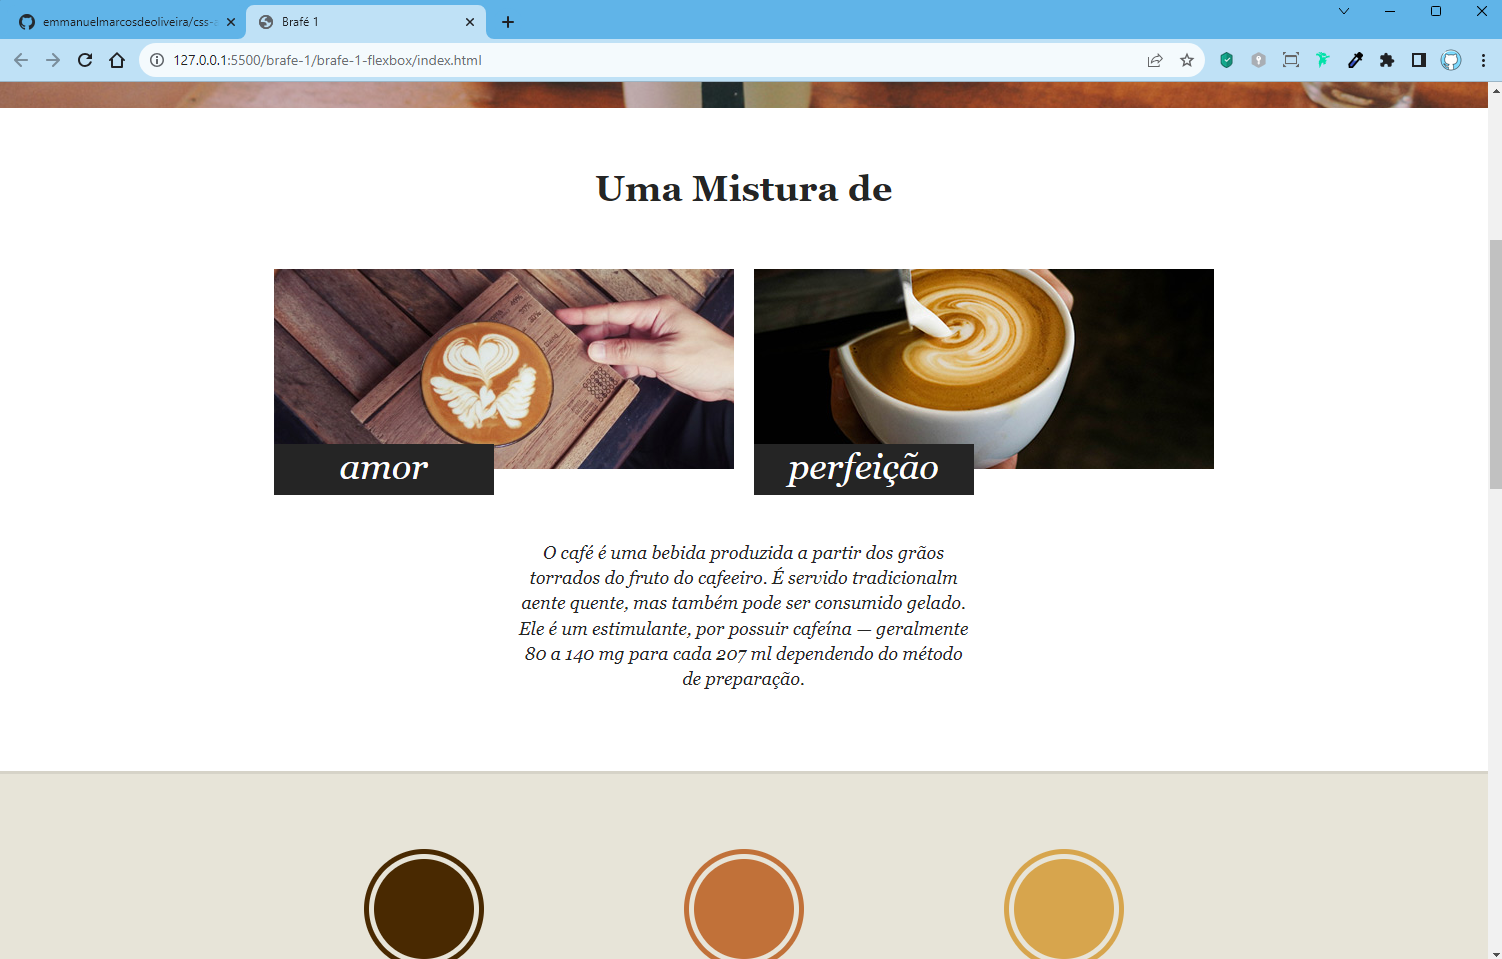 emmanuelmarcosdeoliveira/css-
Brafé 1
127.0.0.1:5500/brafe-1/brafe-1-flexbox/index.html
Uma Mistura de
amor
perfeição
O café é uma bebida produzida a partir dos grãos
torrados do fruto do cafeeiro. É servido tradicionalm
aente quente, mas também pode ser consumido gelado.
Ele é um estimulante, por possuir cafeína — geralmente
80 a 140 mg para cada 207 ml dependendo do método
de preparação.